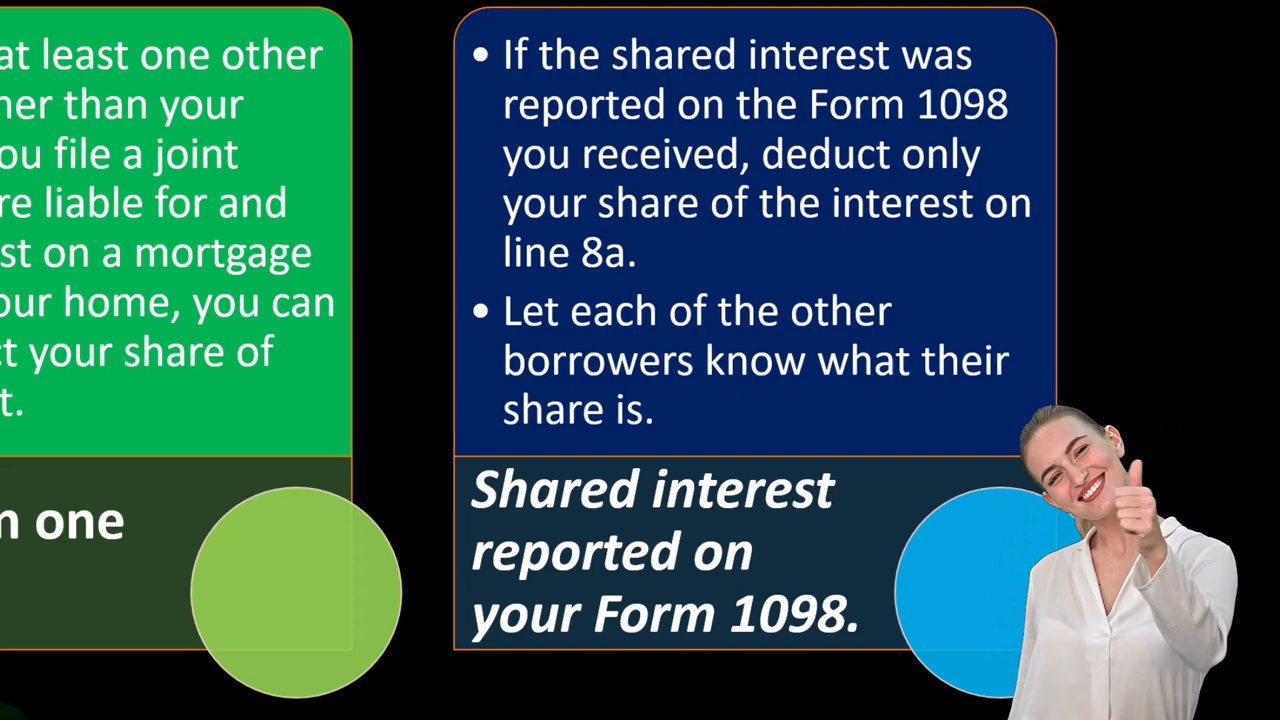 at least one other
her than your
ou file a joint
re liable for and
st on a mortgage
our home, you can
ct your share of
t.
n one
• If the shared interest was
reported on the Form 1098
you received, deduct only
your share of the interest on
line 8a.
• Let each of the other
borrowers know what their
share is.
Shared interest
reported on
your Form 1098.